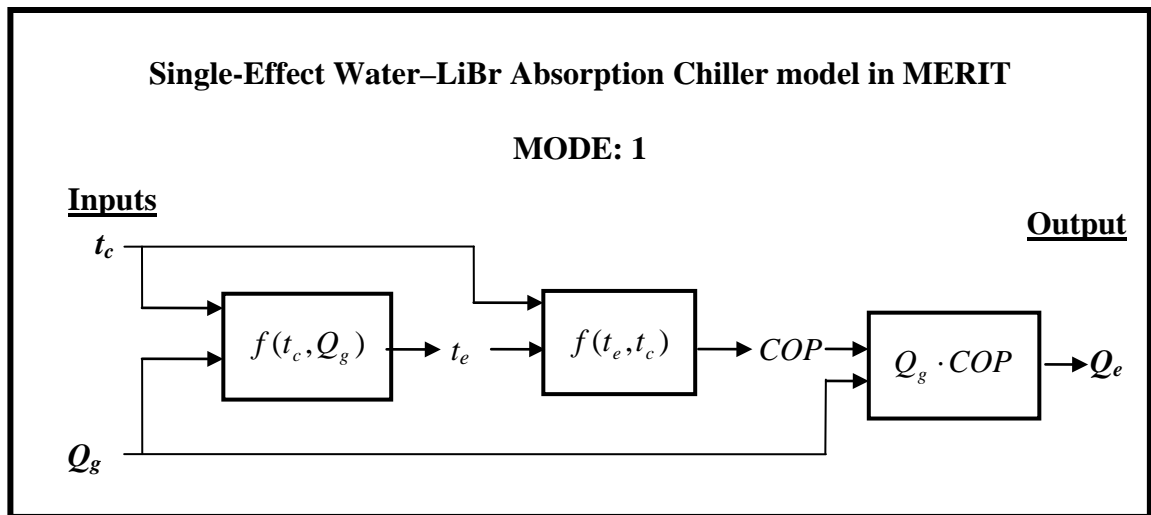 Single-Effect Water–LiBr Absorption Chiller model in MERIT
MODE: 1
Inputs
Output
t_c
f(t_c, Q_g)
t_e
f(t_e, t_c)
COP
Q_g · COP
Q_e
Q_g